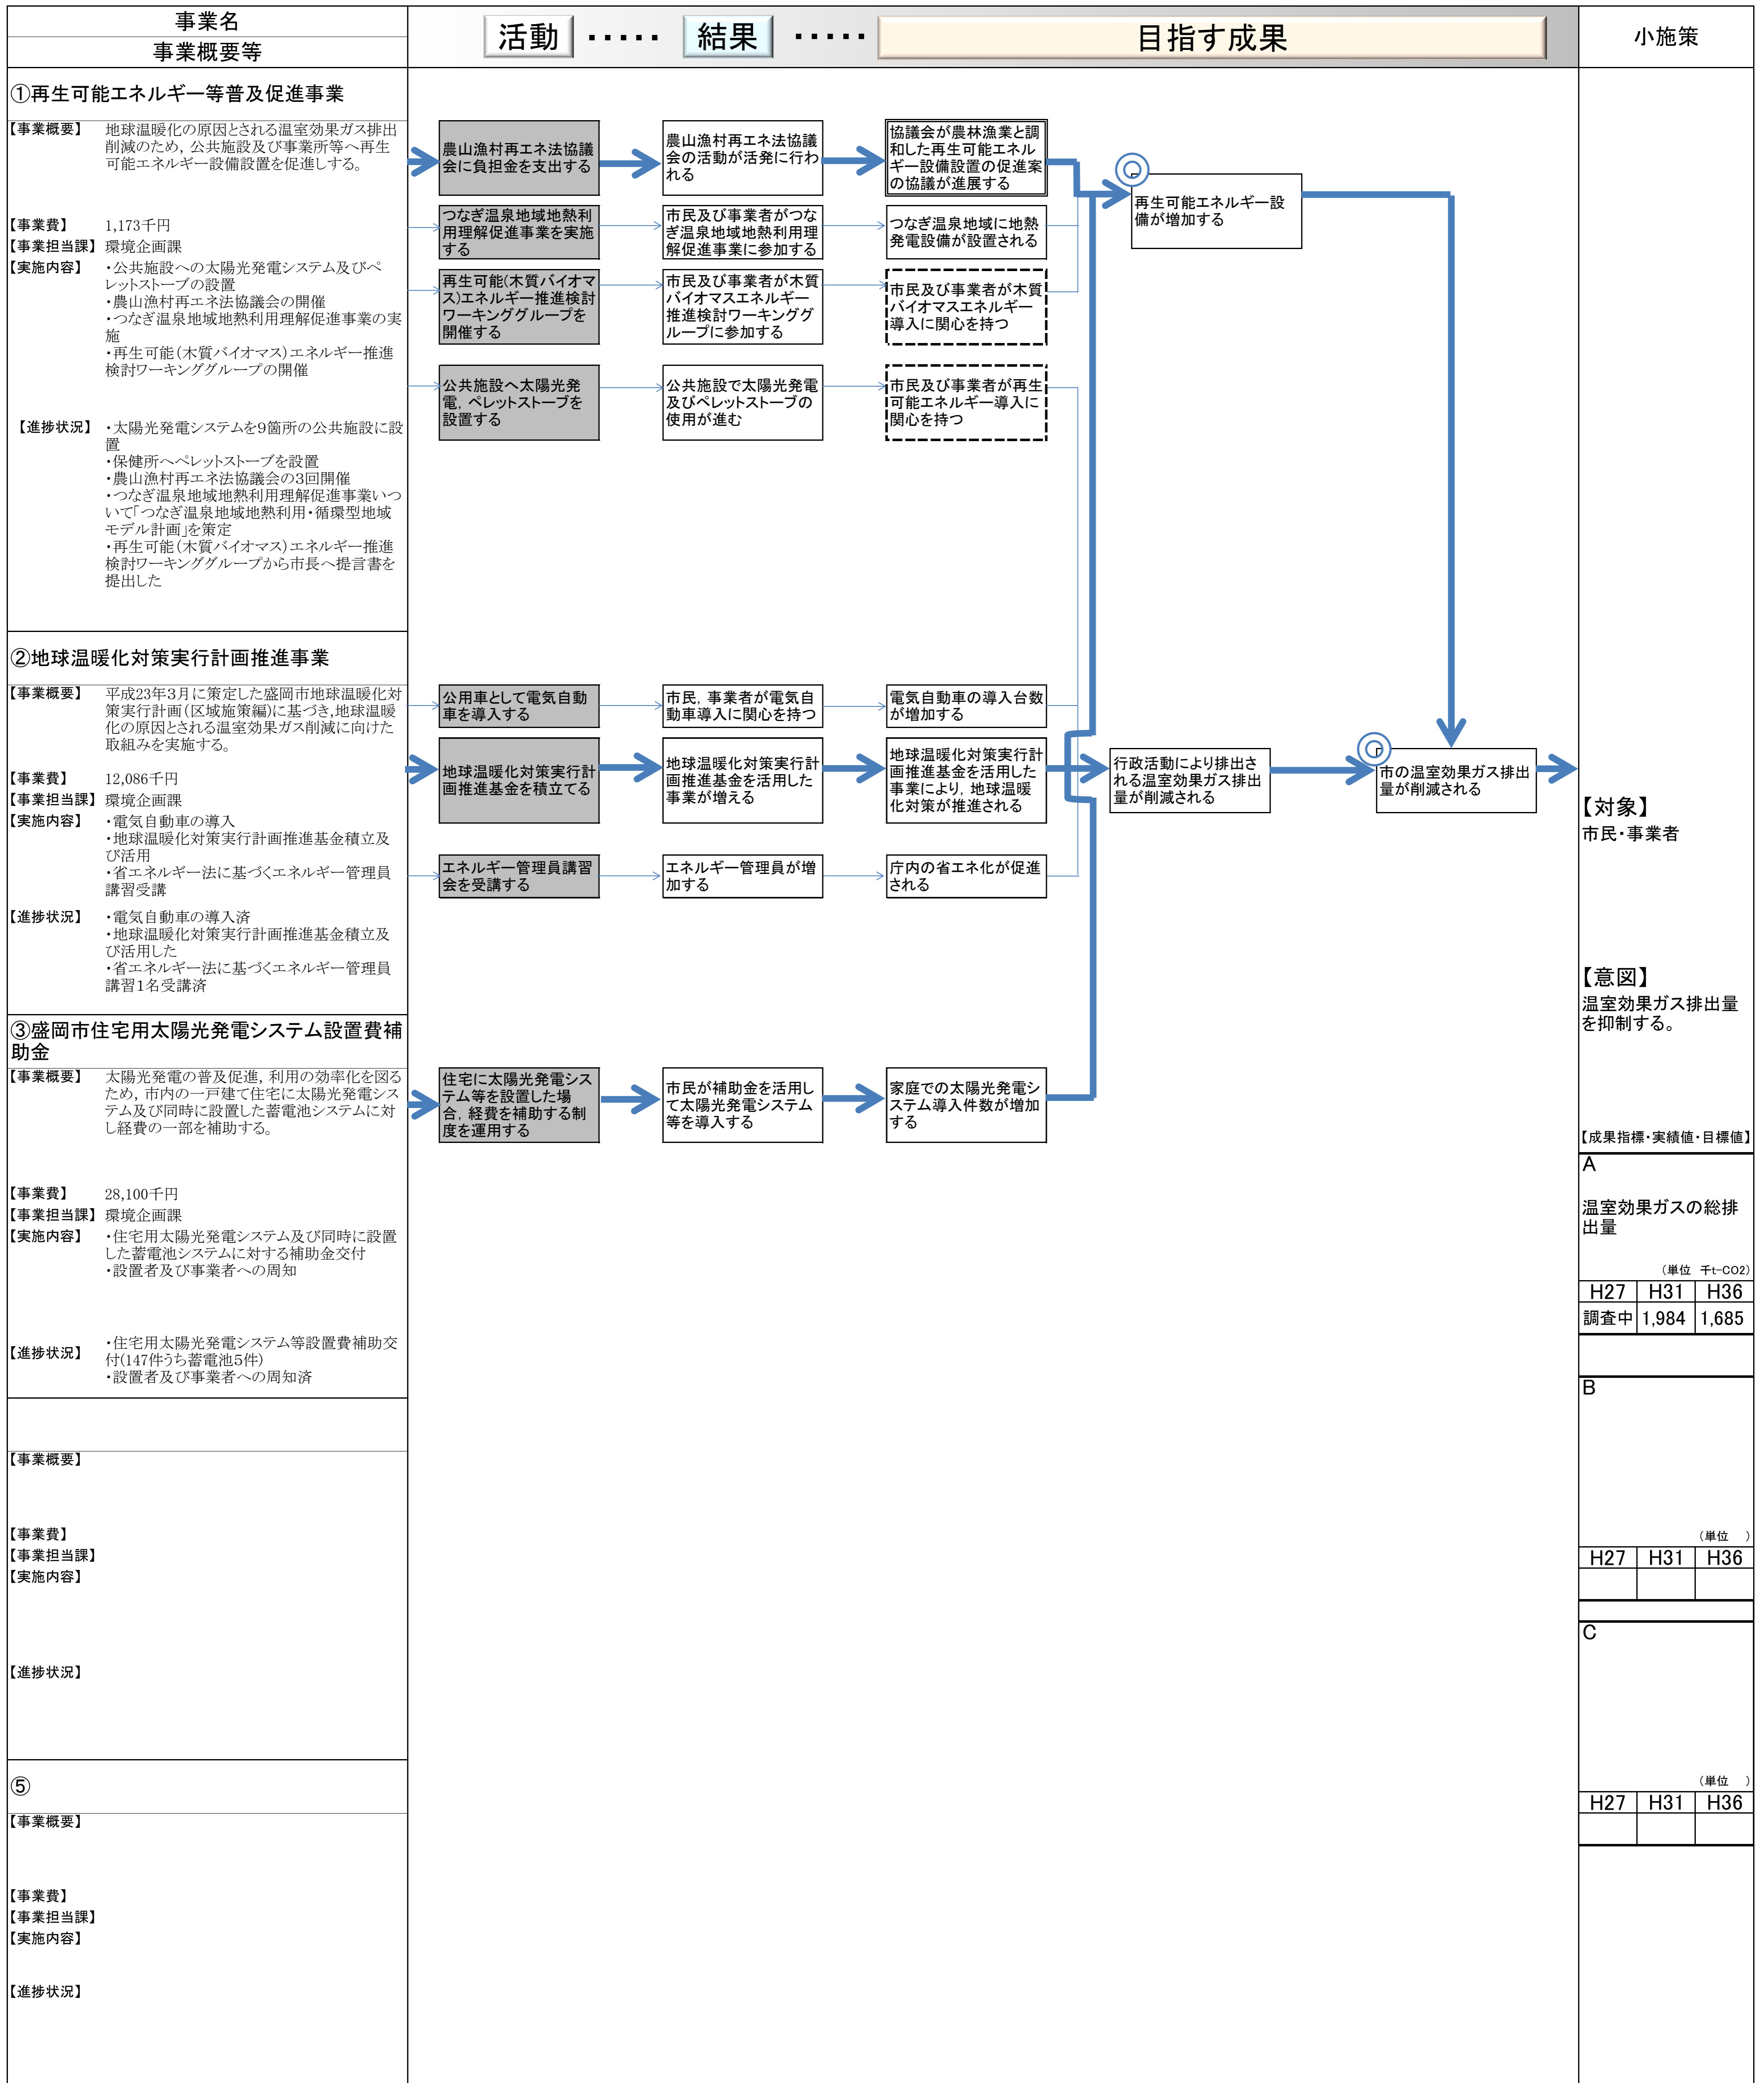 事業名
事業概要等
活動 ・・・・・ 結果 ・・・・・ 目指す成果
小施策
①再生可能エネルギー等普及促進事業
【事業概要】 地球温暖化の原因とされる温室効果ガス排出
削減のため，公共施設及び事業所等へ再生
可能エネルギー設備設置を促進しする。
【事業費】 1,173千円
【事業担当課】 環境企画課
【実施内容】 ・公共施設への太陽光発電システム及びペ
レットストーブの設置
・農山漁村再エネ法協議会の開催
・つなぎ温泉地域地熱利用理解促進事業の実
施
・再生可能（木質バイオマス）エネルギー推進
検討ワーキンググループの開催
【進捗状況】 ・太陽光発電システムを９箇所の公共施設に設
置
・保健所へペレットストーブを設置
・農山漁村再エネ法協議会の３回開催
・つなぎ温泉地域地熱利用理解促進事業いつ
いて「つなぎ温泉地域地熱利用・循環型地域
モデル計画」を策定
・再生可能（木質バイオマス）エネルギー推進
検討ワーキンググループから市長へ提言書を
提出した
農山漁村再エネ法協議
会に負担金を支出する
農山漁村再エネ法協議
会の活動が活発に行わ
れる
協議会が農林漁業と調
和した再生可能エネル
ギー設備設置の促進案
の協議が進展する
再生可能エネルギー設
備が増加する
つなぎ温泉地域地熱利
用理解促進事業を実施
する
市民及び事業者がつな
ぎ温泉地域地熱利用理
解促進事業に参加する
つなぎ温泉地域に地熱
発電設備が設置される
再生可能(木質バイオマ
ス)エネルギー推進検討
ワーキンググループを
開催する
市民及び事業者が木質
バイオマスエネルギー
推進検討ワーキンググ
ループに参加する
市民及び事業者が木質
バイオマスエネルギー
導入に関心を持つ
公共施設へ太陽光発
電，ペレットストーブを
設置する
公共施設で太陽光発電
及びペレットストーブの
使用が進む
市民及び事業者が再生
可能エネルギー導入に
関心を持つ
②地球温暖化対策実行計画推進事業
【事業概要】 平成23年３月に策定した盛岡市地球温暖化対
策実行計画（区域施策編）に基づき,地球温暖
化の原因とされる温室効果ガス削減に向けた
取組みを実施する。
【事業費】 12,086千円
【事業担当課】 環境企画課
【実施内容】 ・電気自動車の導入
・地球温暖化対策実行計画推進基金積立及
び活用
・省エネルギー法に基づくエネルギー管理員
講習受講
【進捗状況】 ・電気自動車の導入済
・地球温暖化対策実行計画推進基金積立及
び活用した
・省エネルギー法に基づくエネルギー管理員
講習１名受講済
公用車として電気自動
車を導入する
市民，事業者が電気自
動車導入に関心を持つ
電気自動車の導入台数
が増加する
地球温暖化対策実行計
画推進基金を積立てる
地球温暖化対策実行計
画推進基金を活用した
事業が増える
地球温暖化対策実行計
画推進基金を活用した
事業により，地球温暖
化対策が推進される
行政活動により排出さ
れる温室効果ガス排出
量が削減される
市の温室効果ガス排出
量が削減される
エネルギー管理員講習
会を受講する
エネルギー管理員が増
加する
庁内の省エネ化が促進
される
③盛岡市住宅用太陽光発電システム設置費補
助金
【事業概要】 太陽光発電の普及促進，利用の効率化を図る
ため，市内の一戸建て住宅に太陽光発電シス
テム及び同時に設置した蓄電池システムに対
し経費の一部を補助する。
【事業費】 28,100千円
【事業担当課】 環境企画課
【実施内容】 ・住宅用太陽光発電システム及び同時に設置
した蓄電池システムに対する補助金交付
・設置者及び事業者への周知
【進捗状況】 ・住宅用太陽光発電システム等設置費補助交
付(147件うち蓄電池５件)
・設置者及び事業者への周知済
住宅に太陽光発電シス
テム等を設置した場
合，経費を補助する制
度を運用する
市民が補助金を活用し
て太陽光発電システム
等を導入する
家庭での太陽光発電シ
ステム導入件数が増加
する
【事業概要】
【事業費】
【事業担当課】
【実施内容】
【進捗状況】
⑤
【事業概要】
【事業費】
【事業担当課】
【実施内容】
【進捗状況】
【対象】
市民・事業者
【意図】
温室効果ガス排出量
を抑制する。
【成果指標・実績値・目標値】
A
温室効果ガスの総排
出量
（単位 千t-CO2）
H27 H31 H36
調査中 1,984 1,685
B
（単位 ）
H27 H31 H36
C
（単位 ）
H27 H31 H36